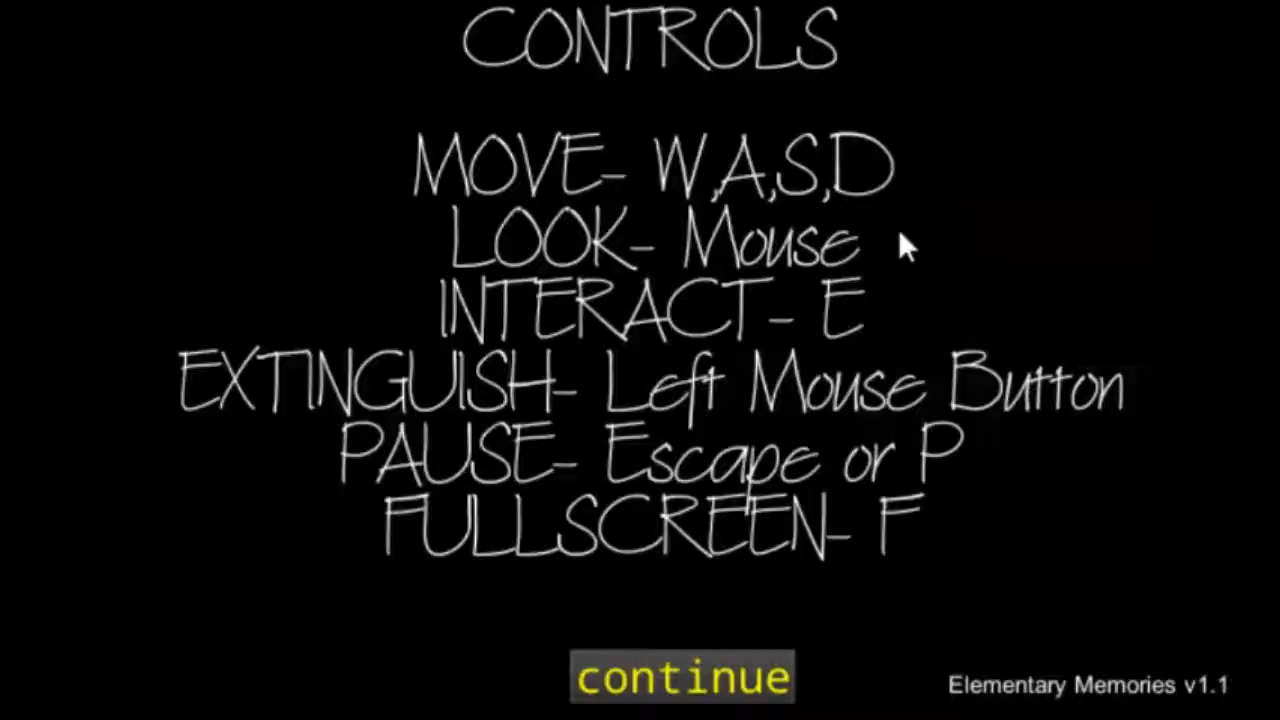 CONTROLS
MOVE- W,A,S,D
LOOK- Mouse
INTERACT- E
EXTINGUISH- Left Mouse Button
PAUSE- Escape or P
FULLSCREEN- F
continue
Elementary Memories v1.1